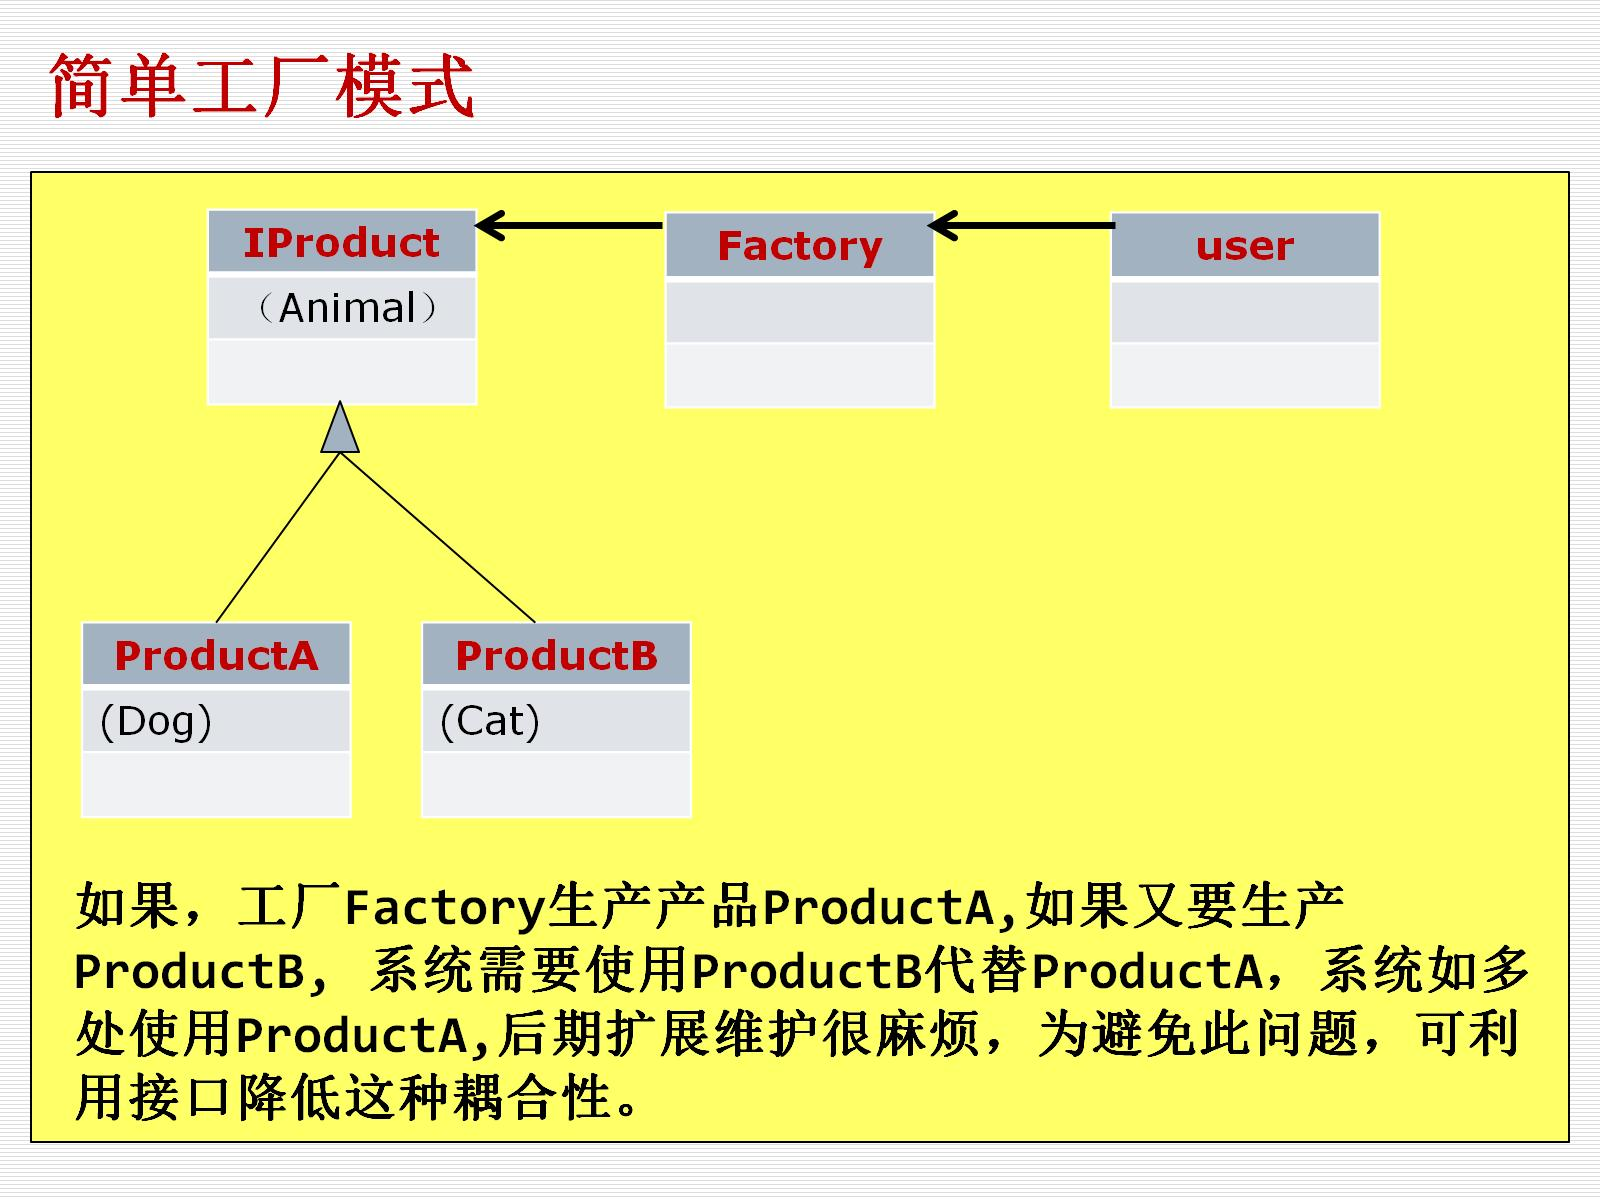 简单工厂模式
IProduct
Factory
user
（Animal）
ProductA
ProductB
(Dog)
(Cat)
如果，工厂Factory生产产品ProductA,如果又要生产
ProductB, 系统需要使用ProductB代替ProductA，系统如多
处使用ProductA,后期扩展维护很麻烦，为避免此问题，可利
用接口降低这种耦合性。